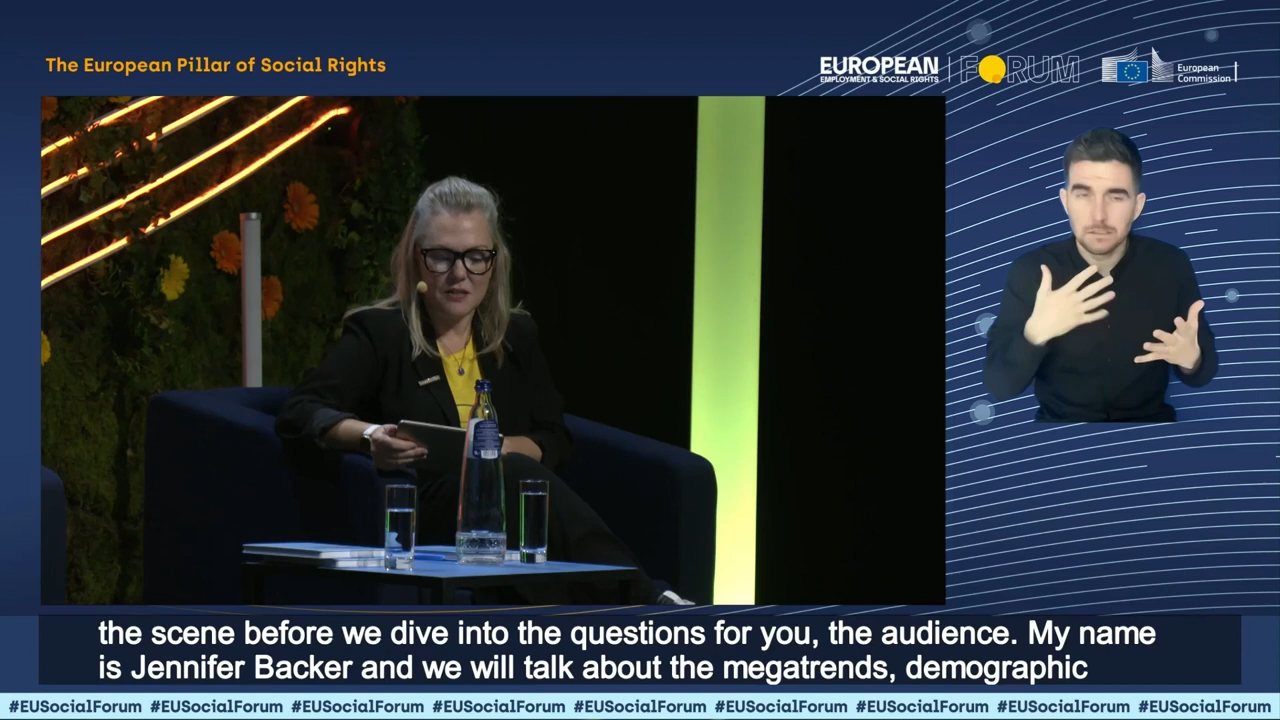 The European Pillar of Social Rights
EUROPEAN
EMPLOYMENT & SOCIAL RIGHTS
FORUM
European
Commission
the scene before we dive into the questions for you, the audience. My name
is Jennifer Backer and we will talk about the megatrends, demographic
#EUSocialForum #EUSocialForum #EUSocialForum #EUSocialForum #EUSocialForum #EUSocialForum #EUSocialForum #EUSocialForum #EUSocialForum